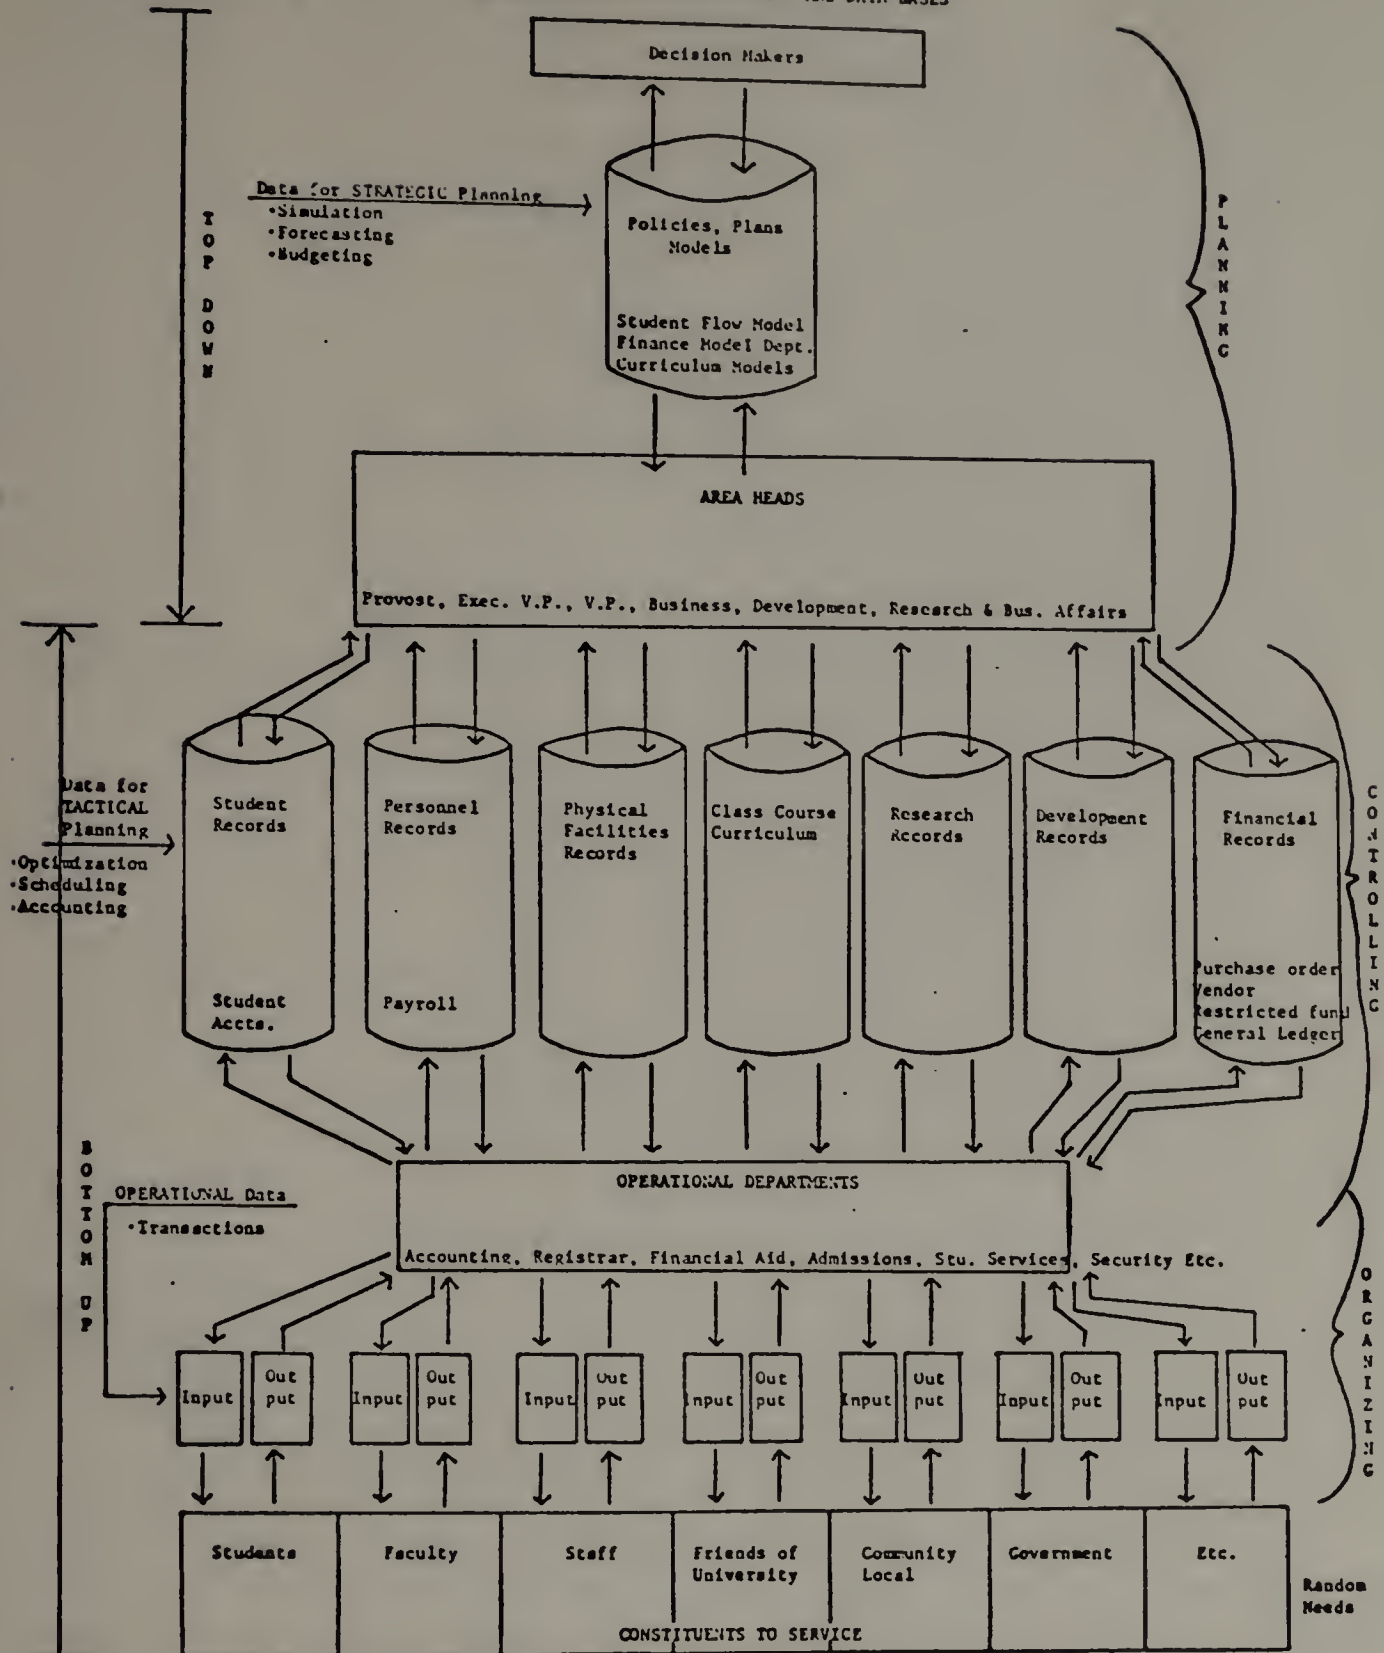 DATA BASES
Decision Makers
Data for STRATEGIC Planning
•Simulation
•Forecasting
•Budgeting
TOP DOWN
Policies, Plans
Models
Student Flow Model
Finance Model Dept.
Curriculum Models
PLANNING
AREA HEADS
Provost, Exec. V.P., V.P., Business, Development, Research & Bus. Affairs
Data for
TACTICAL
Planning
•Optimization
•Scheduling
•Accounting
Student
Records
Student
Accts.
Personnel
Records
Payroll
Physical
Facilities
Records
Class Course
Curriculum
Research
Records
Development
Records
Financial
Records
Purchase order
Vendor
Restricted fund
General Ledger
CONTROLLING
BOTTOM UP
OPERATIONAL Data
•Transactions
OPERATIONAL DEPARTMENTS
Accounting, Registrar, Financial Aid, Admissions, Stu. Services, Security Etc.
ORGANIZING
Input
Out
put
Input
Out
put
Input
Out
put
Input
Out
put
Input
Out
put
Input
Out
put
Input
Out
put
Students
Faculty
Staff
Friends of
University
Community
Local
Government
Etc.
Random
Needs
CONSTITUENTS TO SERVICE